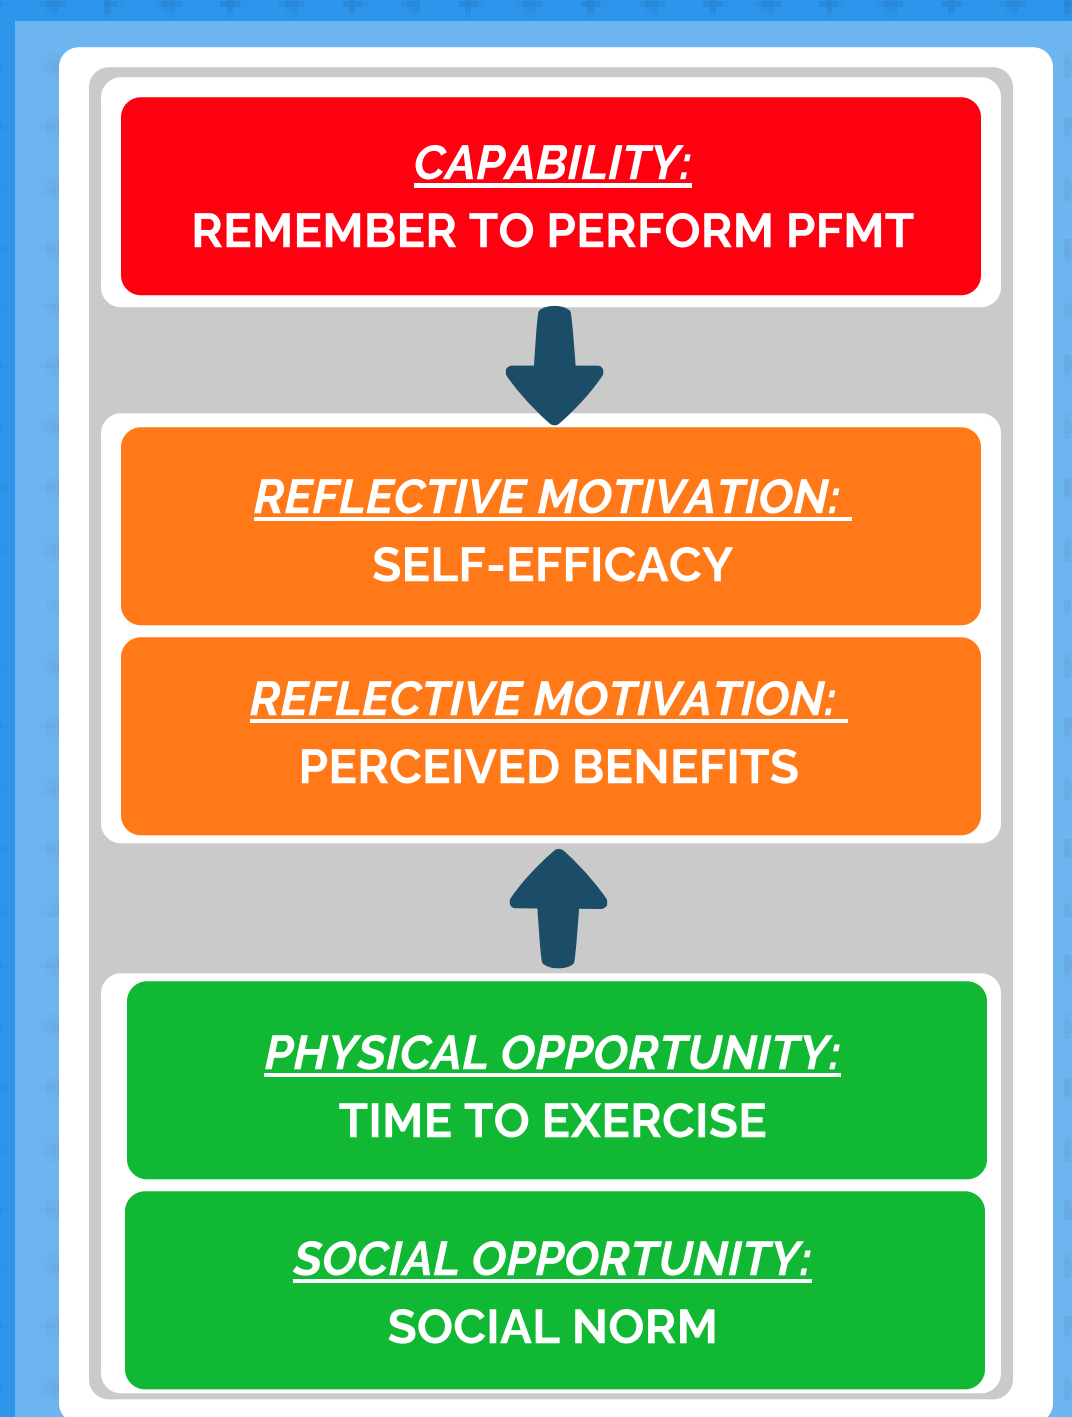 CAPABILITY:
REMEMBER TO PERFORM PFMT
REFLECTIVE MOTIVATION:
SELF-EFFICACY
REFLECTIVE MOTIVATION:
PERCEIVED BENEFITS
PHYSICAL OPPORTUNITY:
TIME TO EXERCISE
SOCIAL OPPORTUNITY:
SOCIAL NORM